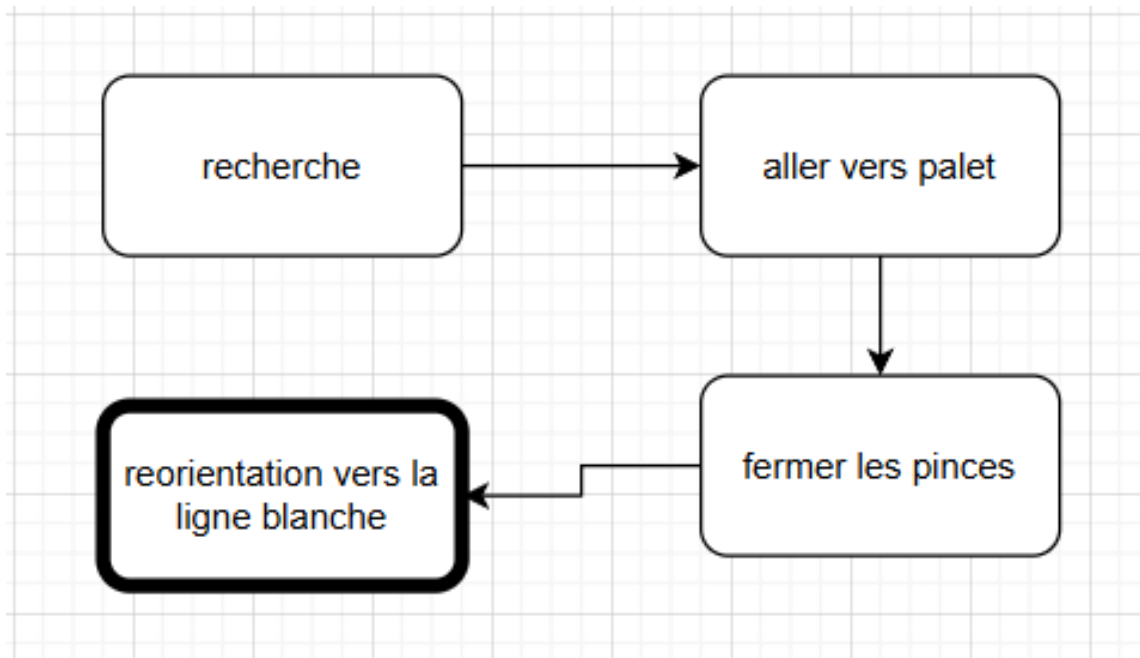 recherche
aller vers palet
fermer les pinces
reorientation vers la
ligne blanche